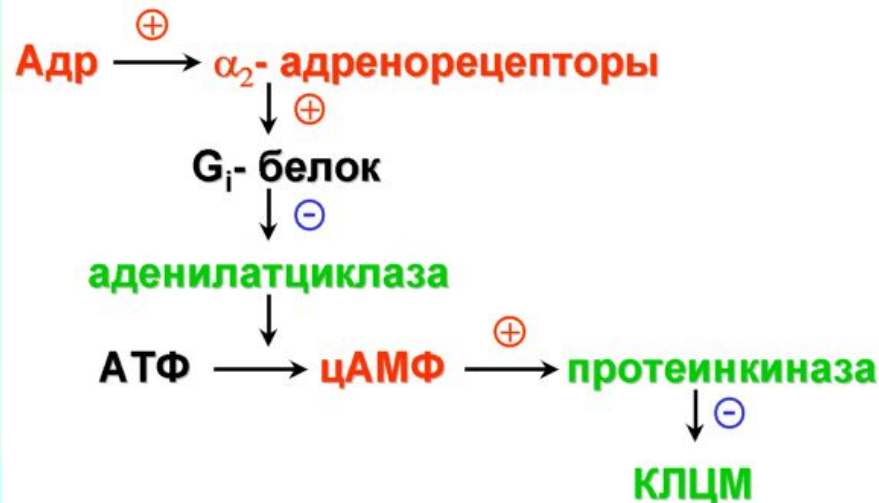 Адр α₂- адренорецепторы
Gᵢ- белок
аденилатциклаза
АТФ цАМФ протеинкиназа
КЛЦМ